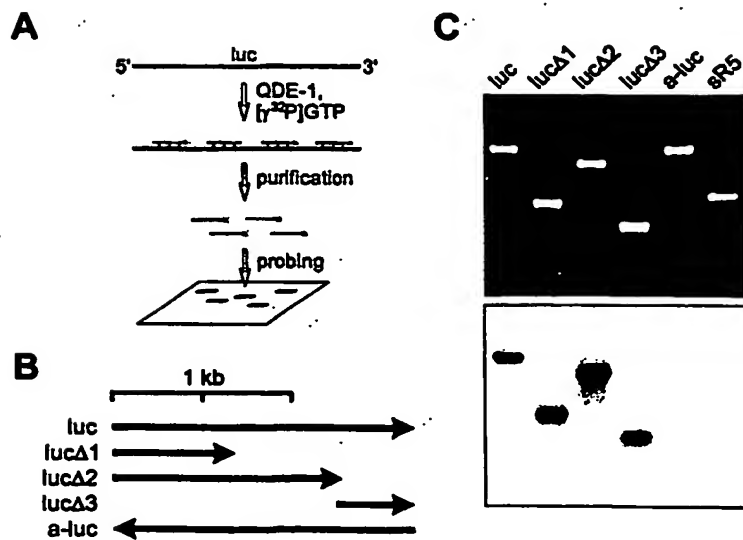 A
luc
5' 3'
QDE-1,
[γ³²P]GTP
purification
probing
B
1 kb
luc
lucΔ1
lucΔ2
lucΔ3
a-luc
C
luc
lucΔ1
lucΔ2
lucΔ3
a-luc
sR5